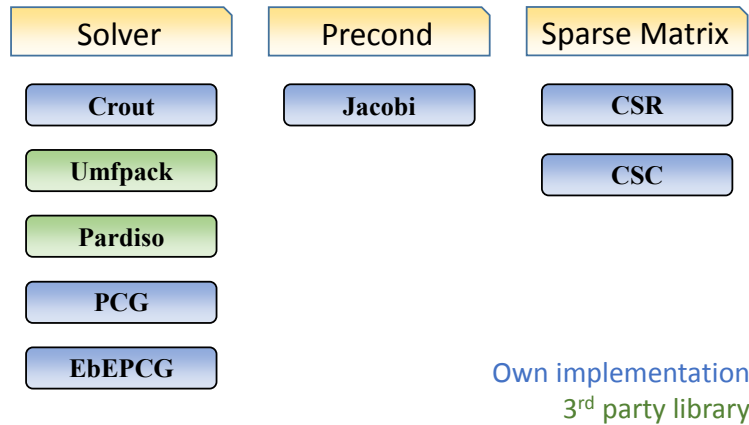 Solver
Precond
Sparse Matrix
Crout
Jacobi
CSR
Umfpack
CSC
Pardiso
PCG
EbEPCG
Own implementation
3rd party library